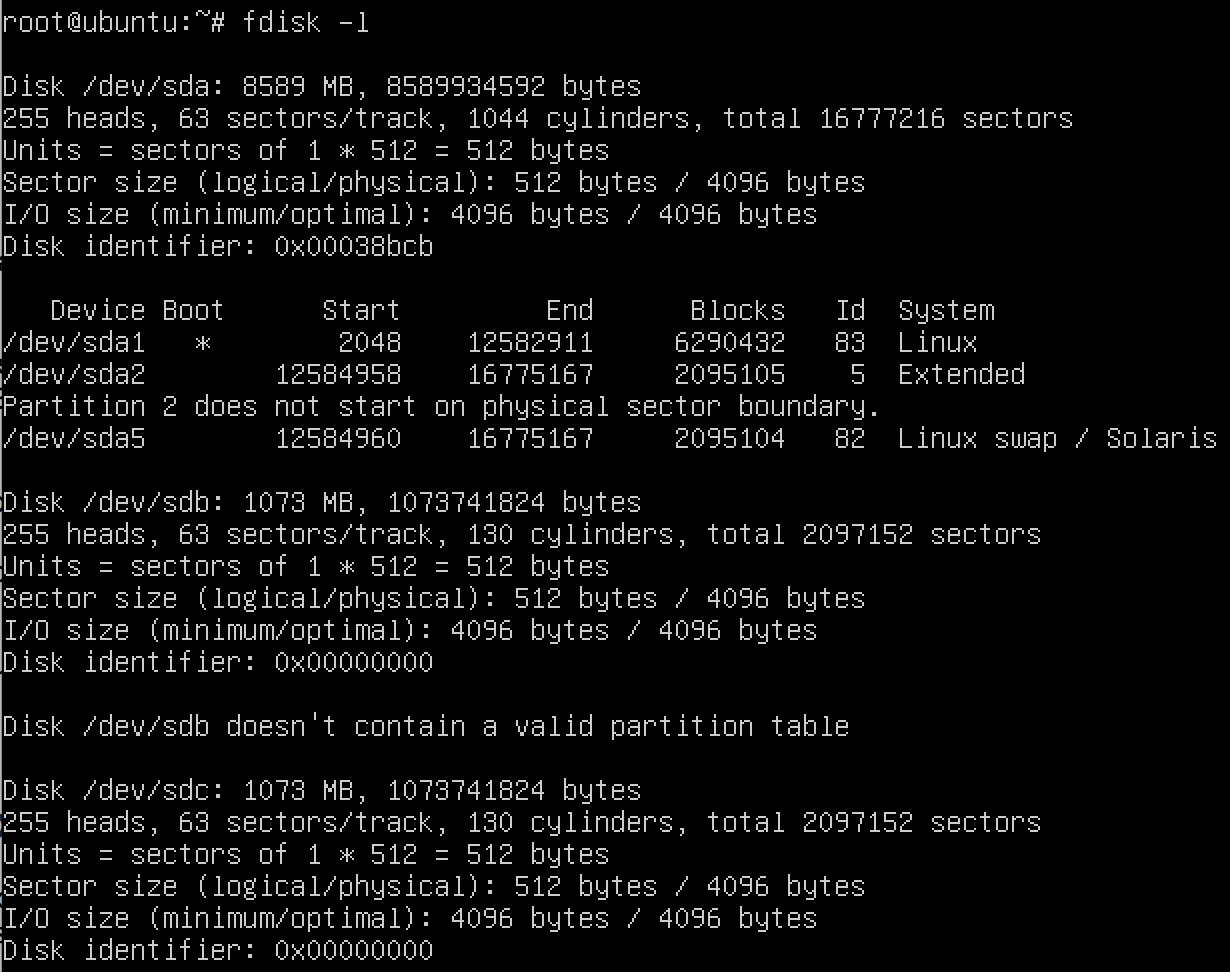 root@ubuntu:~# fdisk -l
Disk /dev/sda: 8589 MB, 8589934592 bytes
255 heads, 63 sectors/track, 1044 cylinders, total 16777216 sectors
Units = sectors of 1 * 512 = 512 bytes
Sector size (logical/physical): 512 bytes / 4096 bytes
I/O size (minimum/optimal): 4096 bytes / 4096 bytes
Disk identifier: 0x00038bcb
Device Boot Start End Blocks Id System
/dev/sda1 * 2048 12582911 6290432 83 Linux
/dev/sda2 12584958 16775167 2095105 5 Extended
Partition 2 does not start on physical sector boundary.
/dev/sda5 12584960 16775167 2095104 82 Linux swap / Solaris
Disk /dev/sdb: 1073 MB, 1073741824 bytes
255 heads, 63 sectors/track, 130 cylinders, total 2097152 sectors
Units = sectors of 1 * 512 = 512 bytes
Sector size (logical/physical): 512 bytes / 4096 bytes
I/O size (minimum/optimal): 4096 bytes / 4096 bytes
Disk identifier: 0x00000000
Disk /dev/sdb doesn't contain a valid partition table
Disk /dev/sdc: 1073 MB, 1073741824 bytes
255 heads, 63 sectors/track, 130 cylinders, total 2097152 sectors
Units = sectors of 1 * 512 = 512 bytes
Sector size (logical/physical): 512 bytes / 4096 bytes
I/O size (minimum/optimal): 4096 bytes / 4096 bytes
Disk identifier: 0x00000000